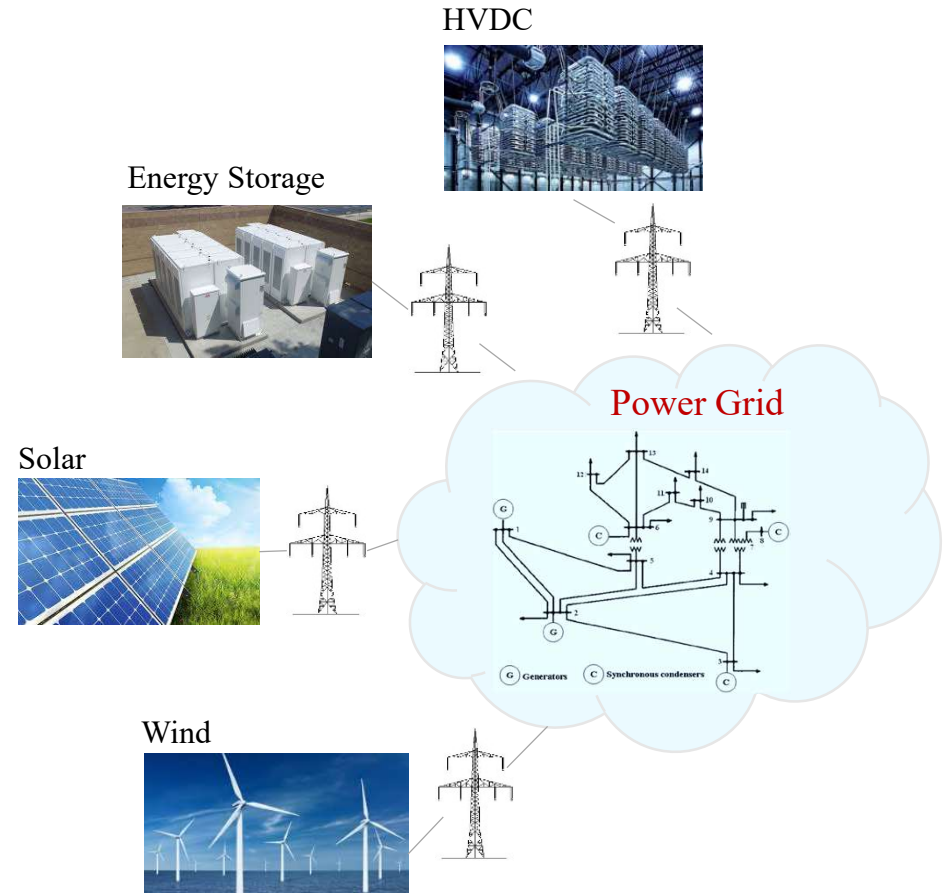 HVDC
Energy Storage
Power Grid
Solar
13
12
14
11
10
G
9
1
6
C
C
8
7
5
4
2
G
3
G Generators
C Synchronous condensers
C
Wind